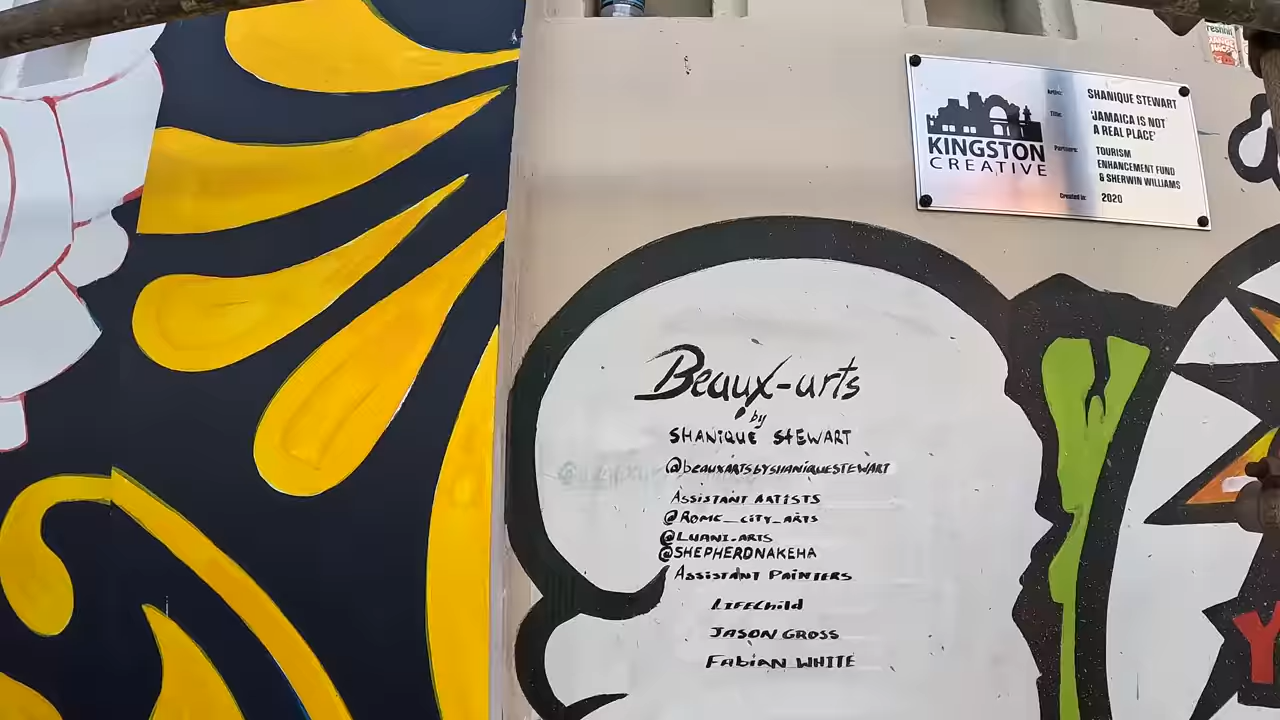 KINGSTON
CREATIVE
Artist: SHANIQUE STEWART
Title: 'JAMAICA IS NOT
A REAL PLACE'
Partners: TOURISM
ENHANCEMENT FUND
& SHERWIN WILLIAMS
Created in: 2020
Beaux-arts
by
SHANIQUE STEWART
@beauxartsbyshaniquestewart
Assistant Artists
@Rome_city_arts
@Luani.arts
@SHEPHERDNAKEHA
Assistant Painters
LIFEChild
JASON GROSS
Fabian WHITE
Y